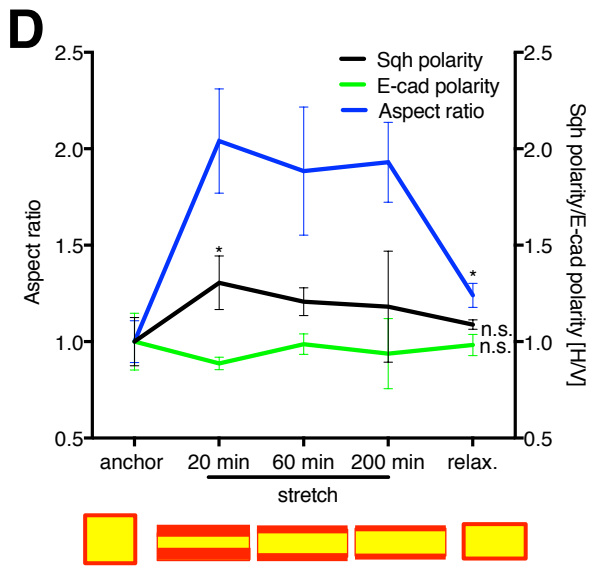 D
2.5 2.5
Sqh polarity
E-cad polarity
Aspect ratio
2.0 2.0
Aspect ratio
Sqh polarity/E-cad polarity [H/V]
* *
1.5 1.5
n.s.
1.0 n.s. 1.0
0.5 0.5
anchor 20 min 60 min 200 min relax.
stretch